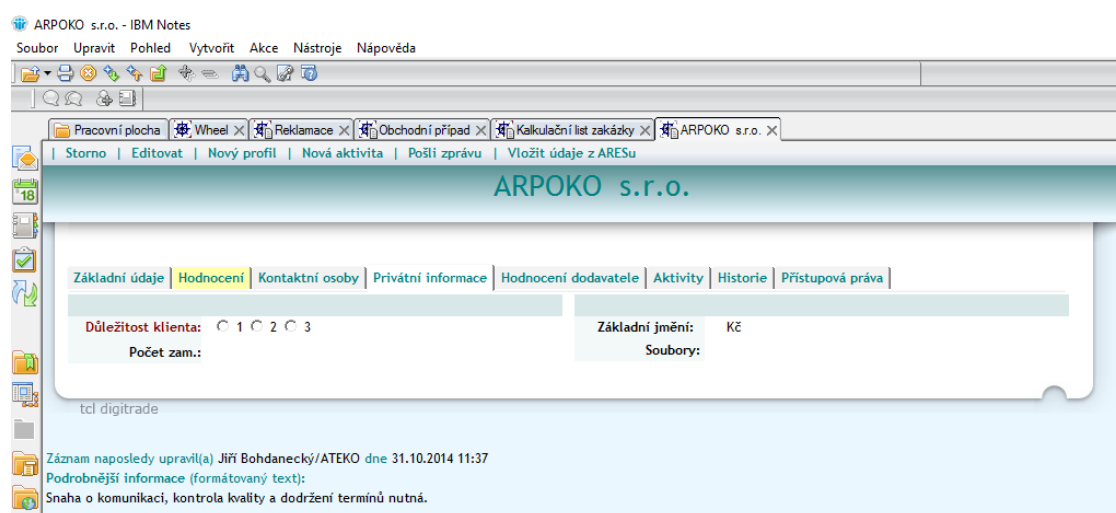 ARPOKO s.r.o. - IBM Notes
Soubor Upravit Pohled Vytvořit Akce Nástroje Nápověda
Pracovní plocha Wheel Reklamace Obchodní případ Kalkulační list zakázky ARPOKO s.r.o.
| Storno | Editovat | Nový profil | Nová aktivita | Pošli zprávu | Vložit údaje z ARESu
18
ARPOKO s.r.o.
Základní údaje Hodnocení Kontaktní osoby Privátní informace Hodnocení dodavatele Aktivity Historie Přístupová práva
Důležitost klienta: 1 2 3 Základní jmění: Kč
Počet zam.: Soubory:
tcl digitrade
Záznam naposledy upravil(a) Jiří Bohdanecký/ATEKO dne 31.10.2014 11:37
Podrobnější informace (formátovaný text):
Snaha o komunikaci, kontrola kvality a dodržení termínů nutná.